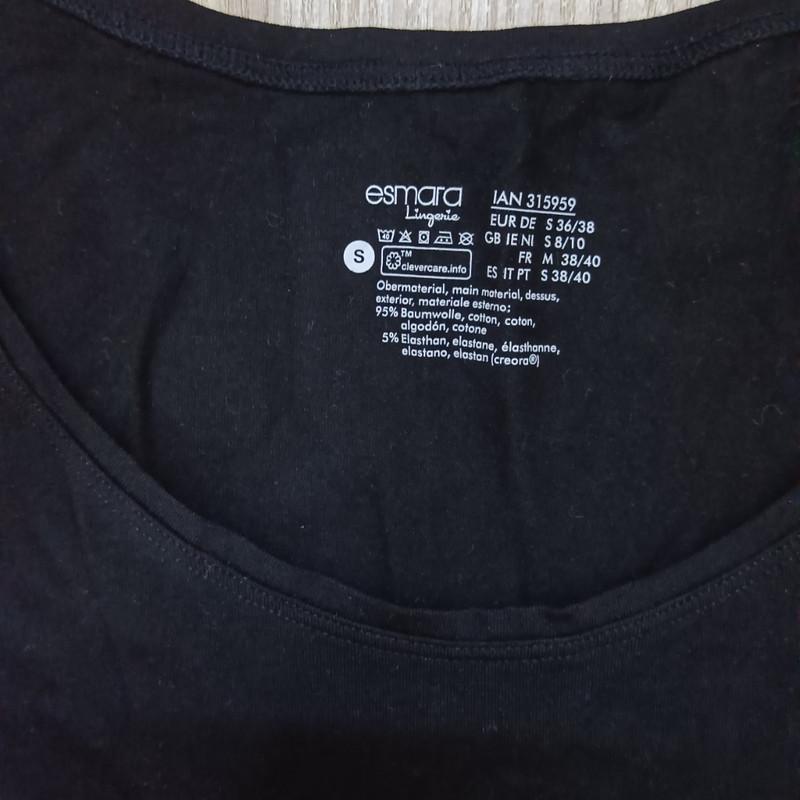 esmara
Lingerie
IAN 315959
EUR DE S 36/38
GB IE NI S 8/10
FR M 38/40
ES IT PT S 38/40
40
S
TM
clevercare.info
Obermaterial, main material, dessus,
exterior, materiale esterno:
95% Baumwolle, cotton, coton,
algodón, cotone
5% Elasthan, elastane, élasthanne,
elastano, elastan (creora®)